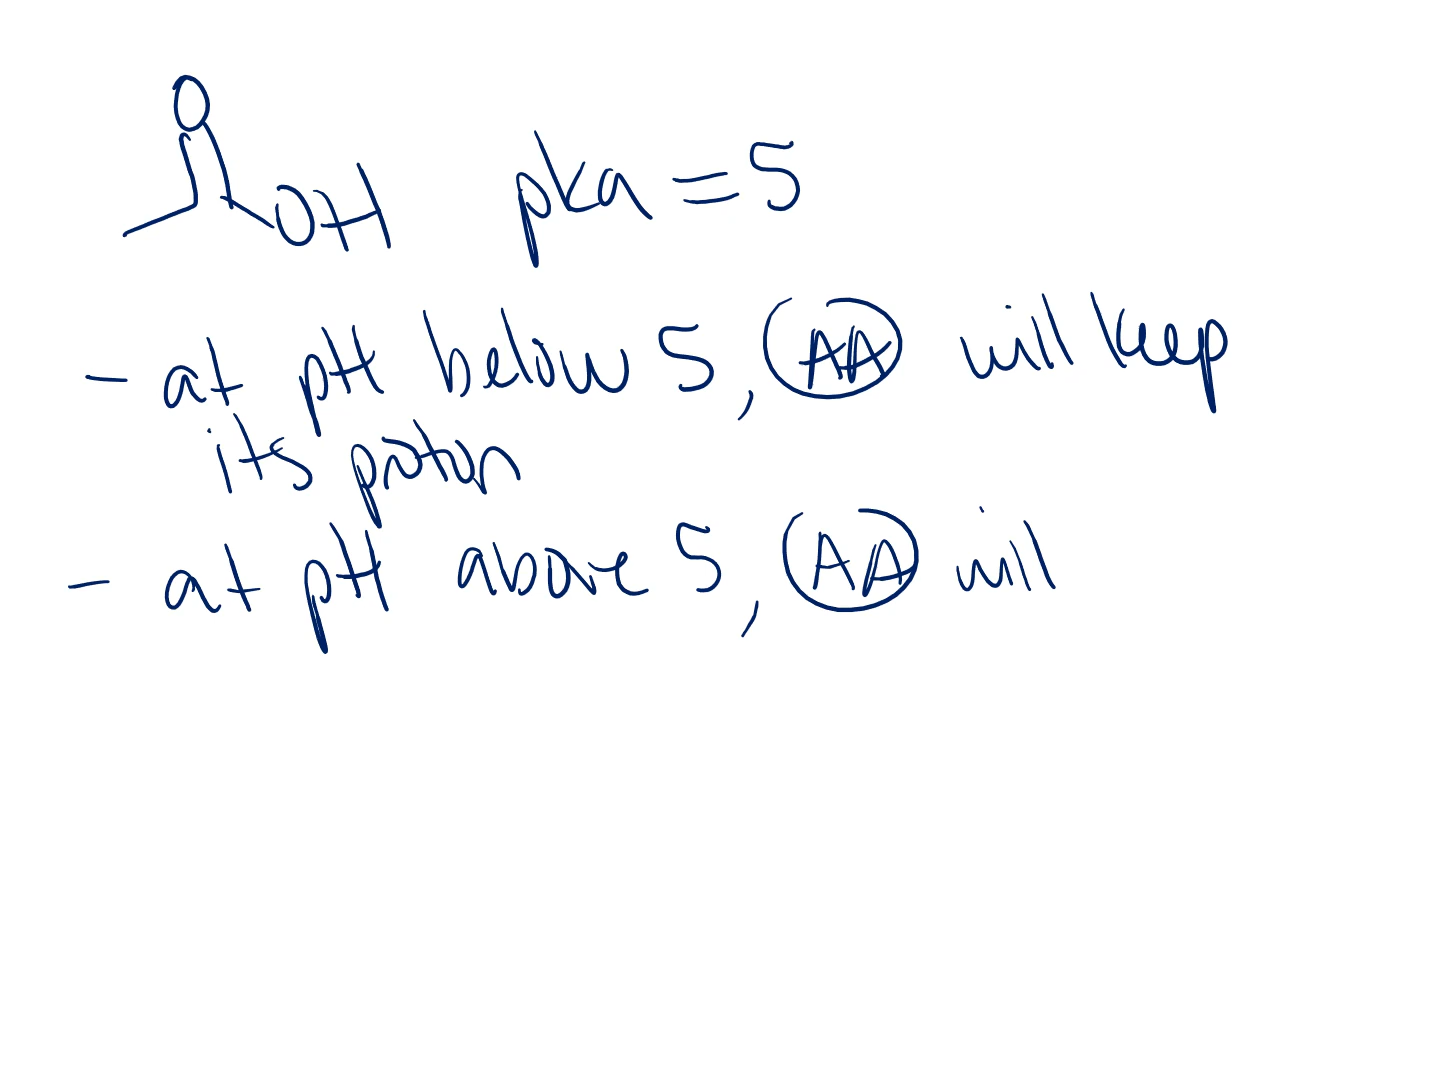 O
OH pka = 5
- at pH below 5, AA will keep
its proton
- at pH above 5, AA will